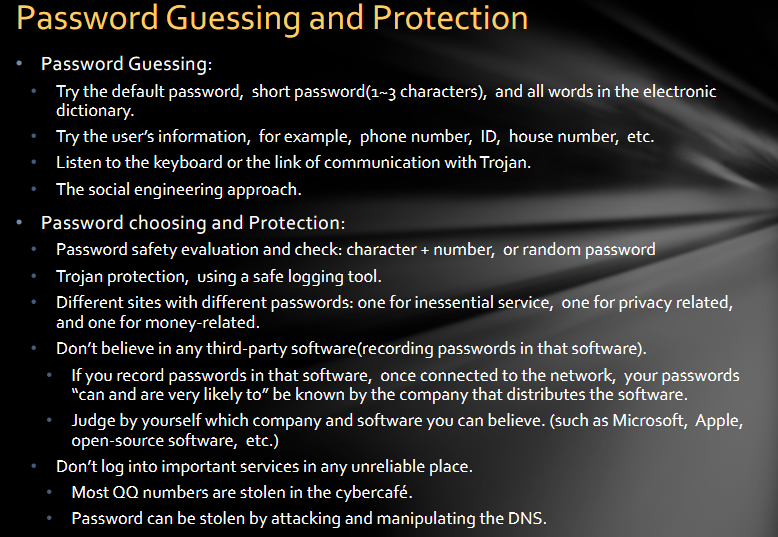 Password Guessing and Protection
• Password Guessing:
• Try the default password, short password(1~3 characters), and all words in the electronic
dictionary.
• Try the user's information, for example, phone number, ID, house number, etc.
• Listen to the keyboard or the link of communication with Trojan.
• The social engineering approach.
• Password choosing and Protection:
• Password safety evaluation and check: character + number, or random password
• Trojan protection, using a safe logging tool.
• Different sites with different passwords: one for inessential service, one for privacy related,
and one for money-related.
• Don't believe in any third-party software(recording passwords in that software).
• If you record passwords in that software, once connected to the network, your passwords
“can and are very likely to” be known by the company that distributes the software.
• Judge by yourself which company and software you can believe. (such as Microsoft, Apple,
open-source software, etc.)
• Don't log into important services in any unreliable place.
• Most QQ numbers are stolen in the cybercafé.
• Password can be stolen by attacking and manipulating the DNS.